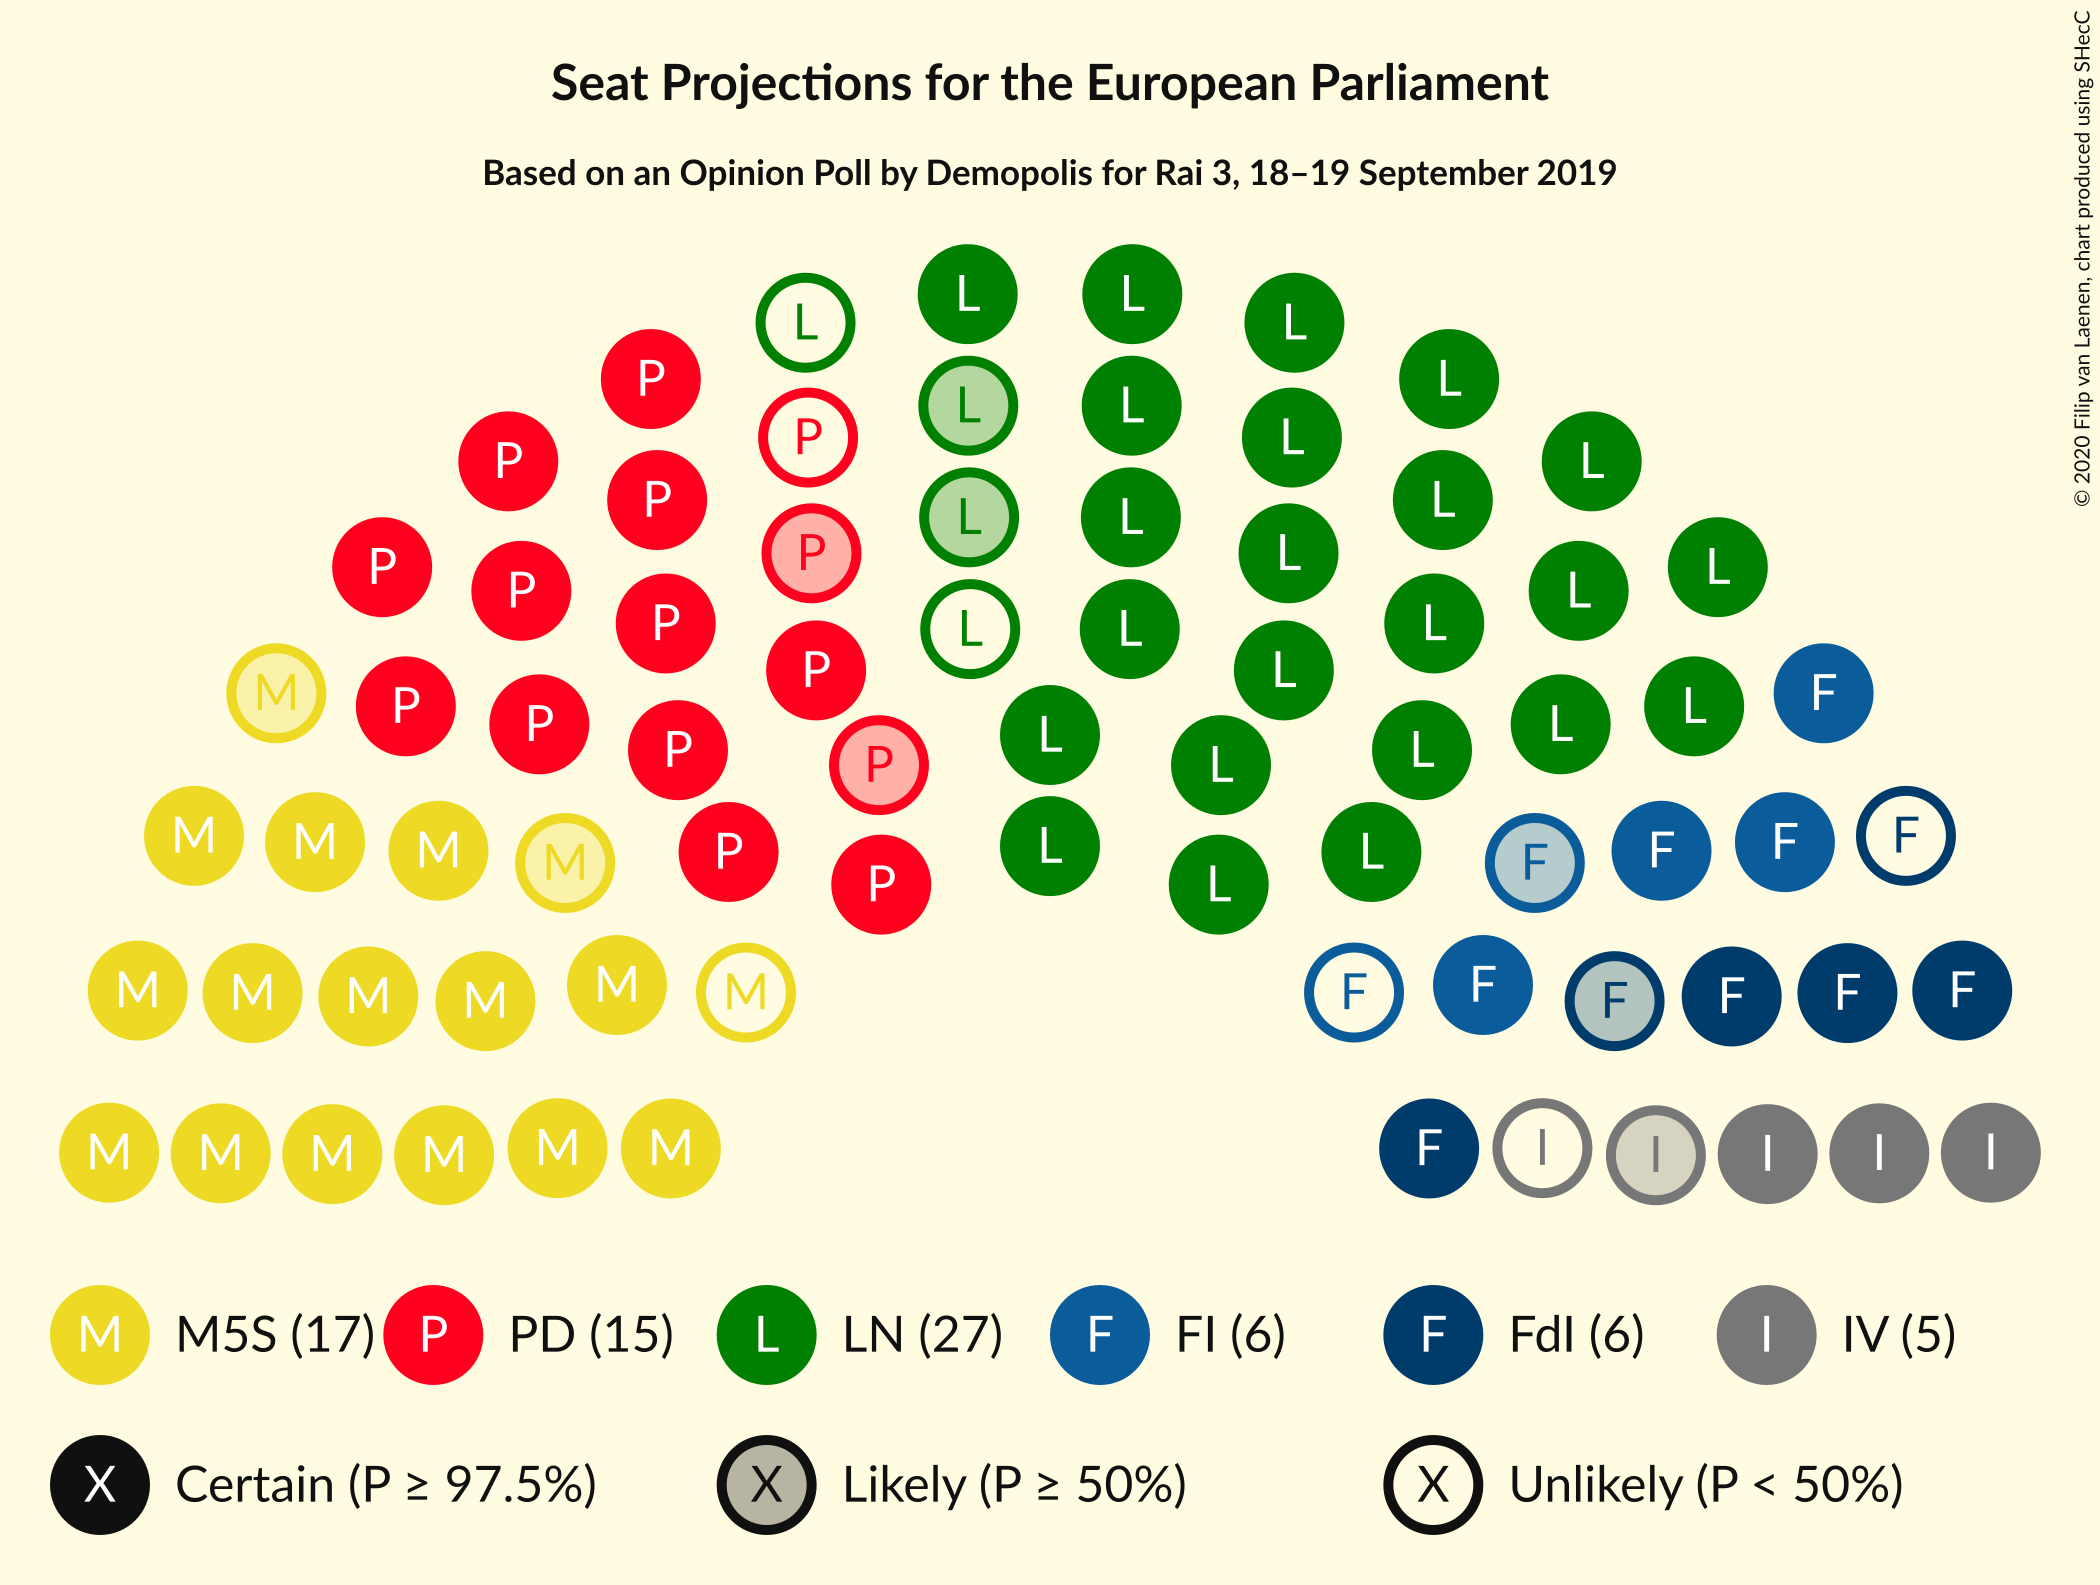 Seat Projections for the European Parliament
Based on an Opinion Poll by Demopolis for Rai 3, 18–19 September 2019
© 2020 Filip van Laenen, chart produced using SHecC
L L L L
P L
P L L L
P P L
P P L L L
P L
P P L L L
P L
M P P P P L L L L L F
P L L
M M M M P P L L L F F F F
M M M M M M F F F F F F
M M M M M M F I I I I I
M M5S (17) P PD (15) L LN (27) F FI (6) F FdI (6) I IV (5)
X Certain (P ≥ 97.5%) X Likely (P ≥ 50%) X Unlikely (P < 50%)